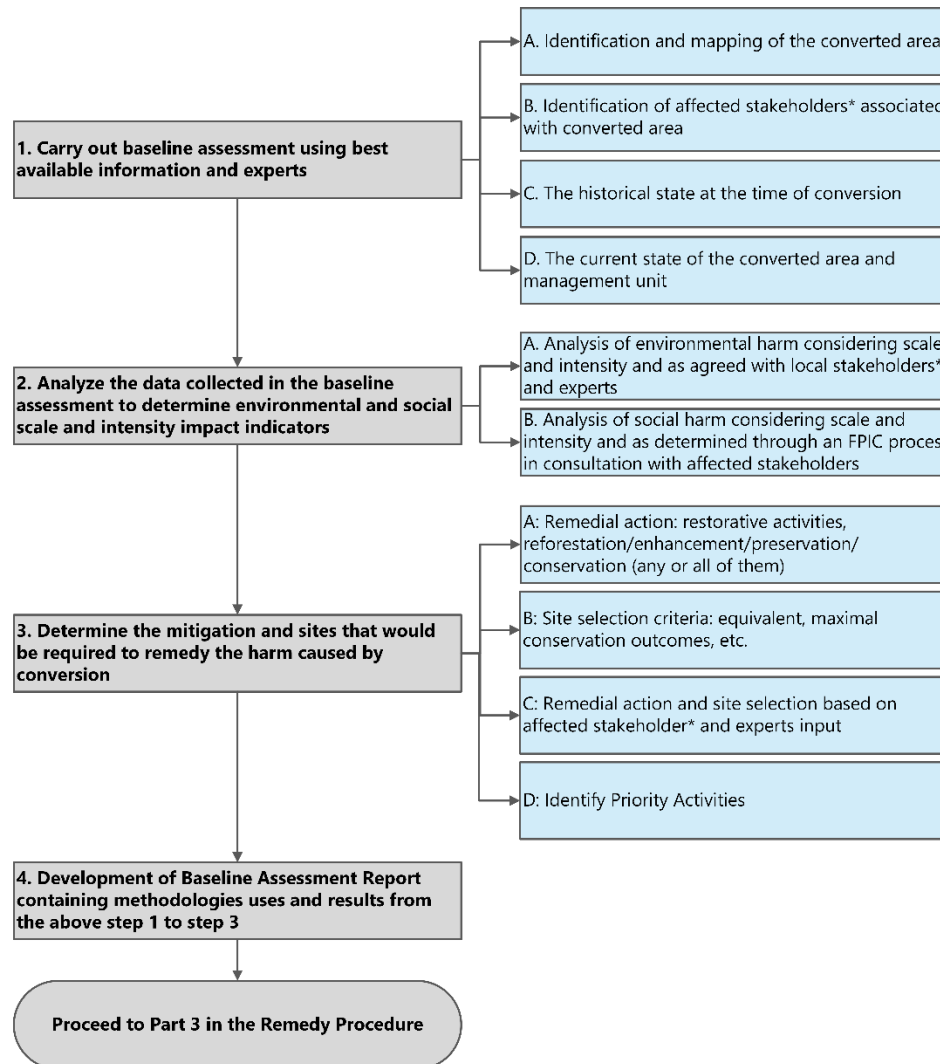 1. Carry out baseline assessment using best
available information and experts
A. Identification and mapping of the converted area
B. Identification of affected stakeholders* associated
with converted area
C. The historical state at the time of conversion
D. The current state of the converted area and
management unit
2. Analyze the data collected in the baseline
assessment to determine environmental and social
scale and intensity impact indicators
A. Analysis of environmental harm considering scale
and intensity and as agreed with local stakeholders*
and experts
B. Analysis of social harm considering scale and
intensity and as determined through an FPIC proces
in consultation with affected stakeholders
3. Determine the mitigation and sites that would
be required to remedy the harm caused by
conversion
A: Remedial action: restorative activities,
reforestation/enhancement/preservation/
conservation (any or all of them)
B: Site selection criteria: equivalent, maximal
conservation outcomes, etc.
C: Remedial action and site selection based on
affected stakeholder* and experts input
D: Identify Priority Activities
4. Development of Baseline Assessment Report
containing methodologies uses and results from
the above step 1 to step 3
Proceed to Part 3 in the Remedy Procedure